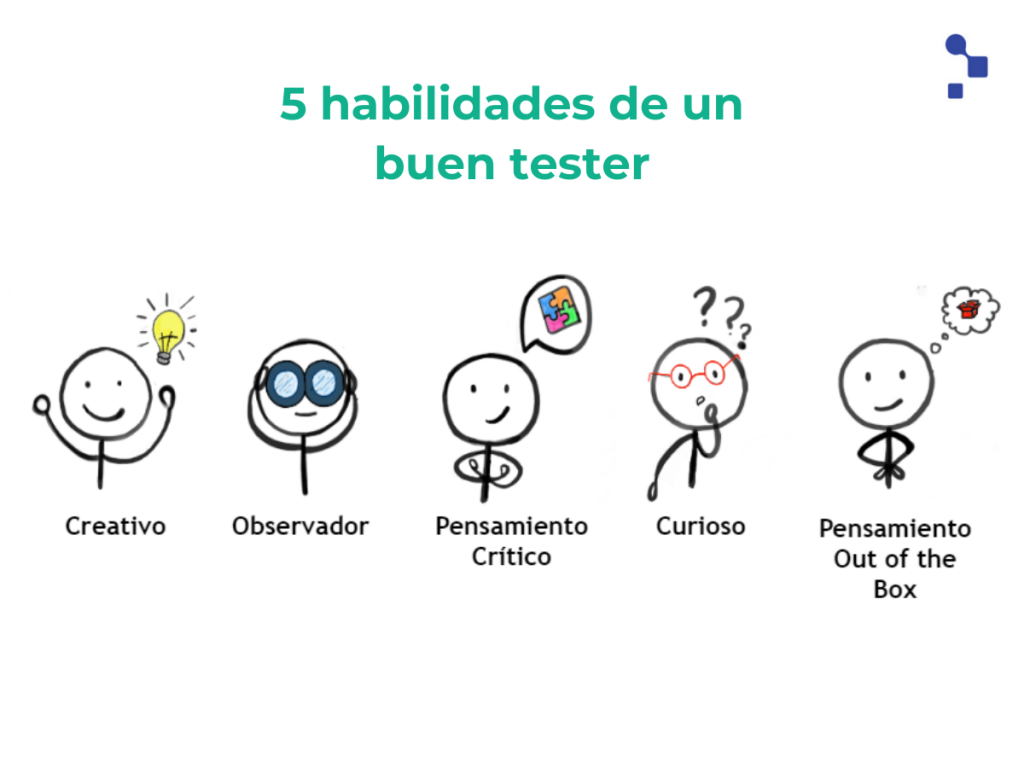 5 habilidades de un
buen tester
? ? ?
Creativo
Observador
Pensamiento
Crítico
Curioso
Pensamiento
Out of the
Box